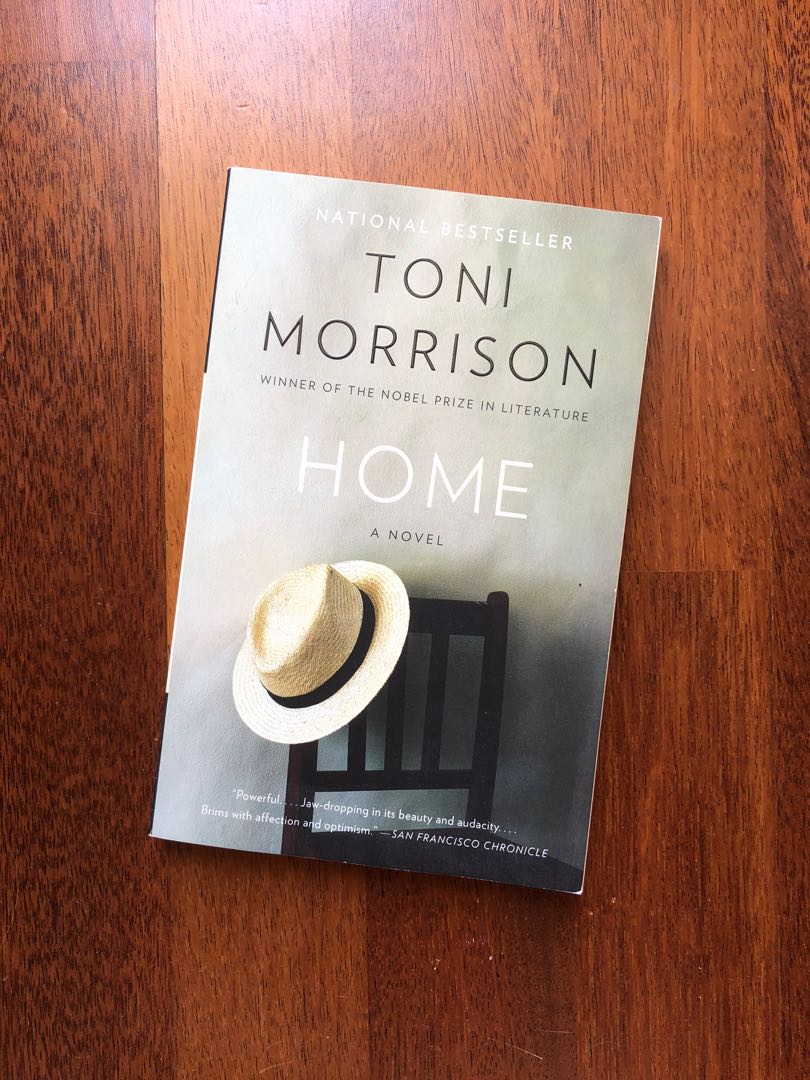 NATIONAL BESTSELLER
TONI
MORRISON
WINNER OF THE NOBEL PRIZE IN LITERATURE
HOME
A NOVEL
“Powerful. . . . Jaw-dropping in its beauty and audacity. . . .
Brims with affection and optimism.” —SAN FRANCISCO CHRONICLE